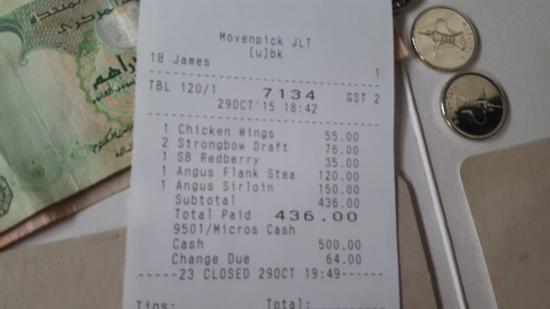 Movenpick JLT
[u]bk
18 James 1
TBL 120/1 7134 GST 2
29OCT'15 18:42
1 Chicken Wings 55.00
2 Strongbow Draft 76.00
1 SB Redberry 35.00
1 Angus Flank Stea 120.00
1 Angus Sirloin 150.00
Subtotal 436.00
Total Paid 436.00
9501/Micros Cash
Cash 500.00
Change Due 64.00
-----23 CLOSED 29OCT 19:49-----
Tips: Total: